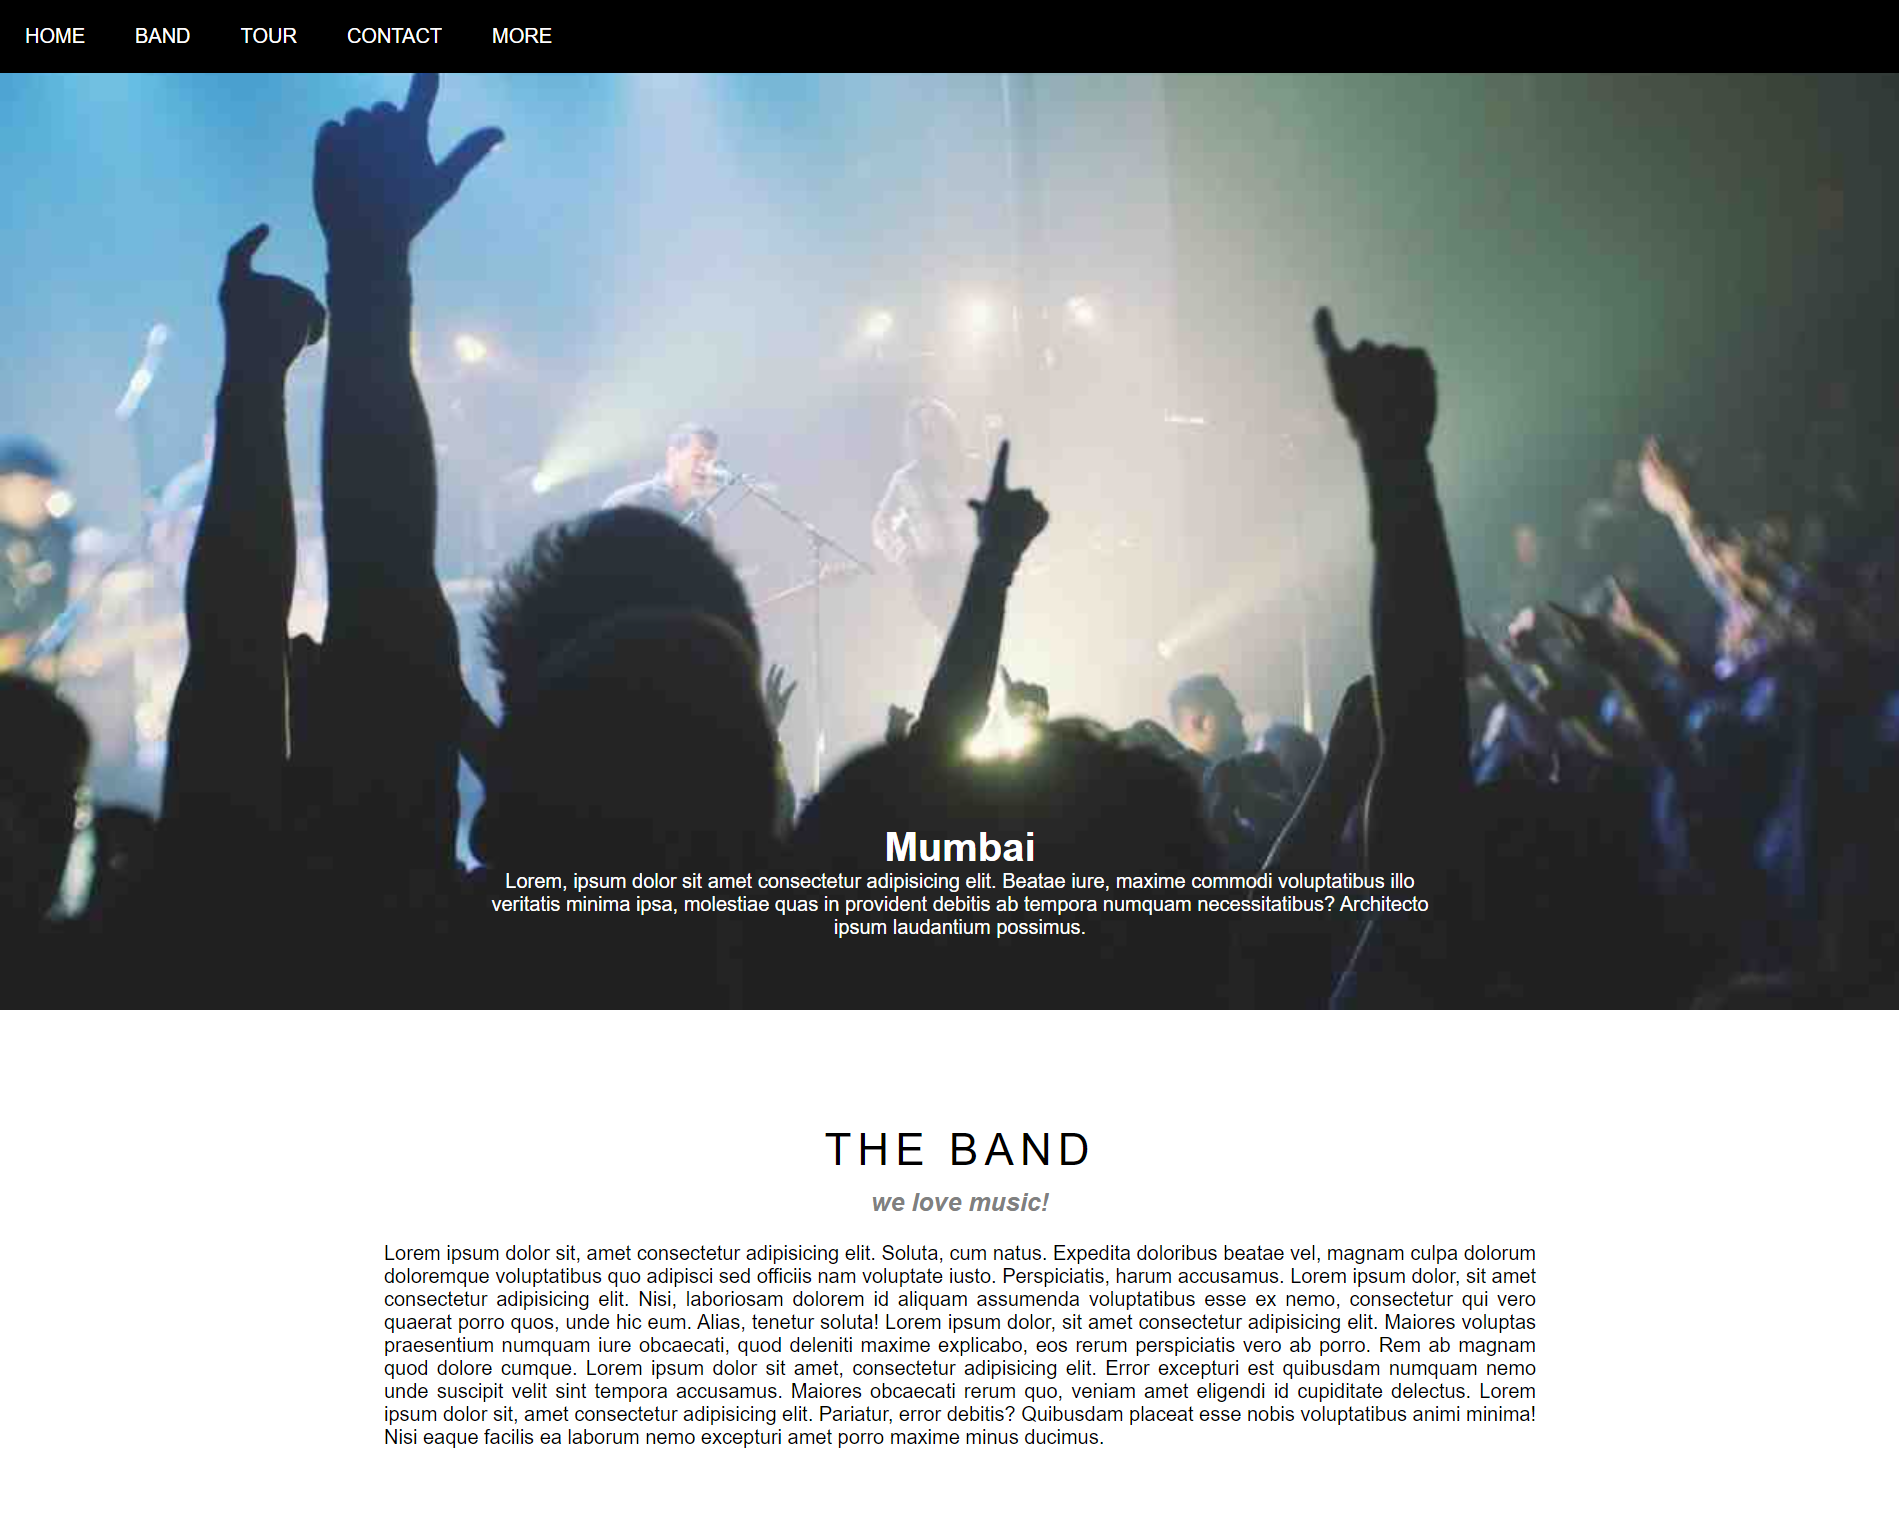 HOME BAND TOUR CONTACT MORE
Mumbai
Lorem, ipsum dolor sit amet consectetur adipisicing elit. Beatae iure, maxime commodi voluptatibus illo
veritatis minima ipsa, molestiae quas in provident debitis ab tempora numquam necessitatibus? Architecto
ipsum laudantium possimus.
THE BAND
we love music!
Lorem ipsum dolor sit, amet consectetur adipisicing elit. Soluta, cum natus. Expedita doloribus beatae vel, magnam culpa dolorum
doloremque voluptatibus quo adipisci sed officiis nam voluptate iusto. Perspiciatis, harum accusamus. Lorem ipsum dolor, sit amet
consectetur adipisicing elit. Nisi, laboriosam dolorem id aliquam assumenda voluptatibus esse ex nemo, consectetur qui vero
quaerat porro quos, unde hic eum. Alias, tenetur soluta! Lorem ipsum dolor, sit amet consectetur adipisicing elit. Maiores voluptas
praesentium numquam iure obcaecati, quod deleniti maxime explicabo, eos rerum perspiciatis vero ab porro. Rem ab magnam
quod dolore cumque. Lorem ipsum dolor sit amet, consectetur adipisicing elit. Error excepturi est quibusdam numquam nemo
unde suscipit velit sint tempora accusamus. Maiores obcaecati rerum quo, veniam amet eligendi id cupiditate delectus. Lorem
ipsum dolor sit, amet consectetur adipisicing elit. Pariatur, error debitis? Quibusdam placeat esse nobis voluptatibus animi minima!
Nisi eaque facilis ea laborum nemo excepturi amet porro maxime minus ducimus.